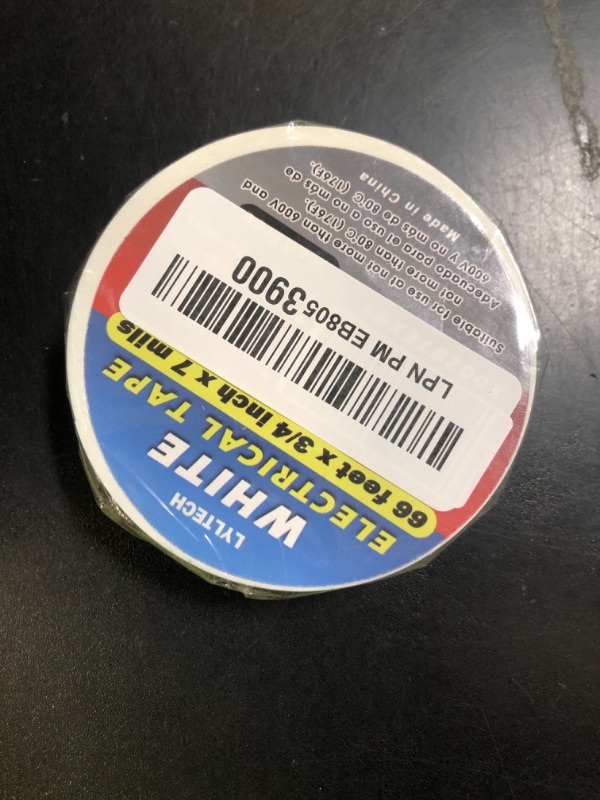 LYLTECH
WHITE
ELECTRICAL TAPE
66 feet x 3/4 inch x 7 mils
LPN PM EB8053900
suitable for use at nol more than 600V and
nol more than 80℃ (176F).
Adecuado para el uso a no más de
600V y no más de 80℃ (176F).
Made in China